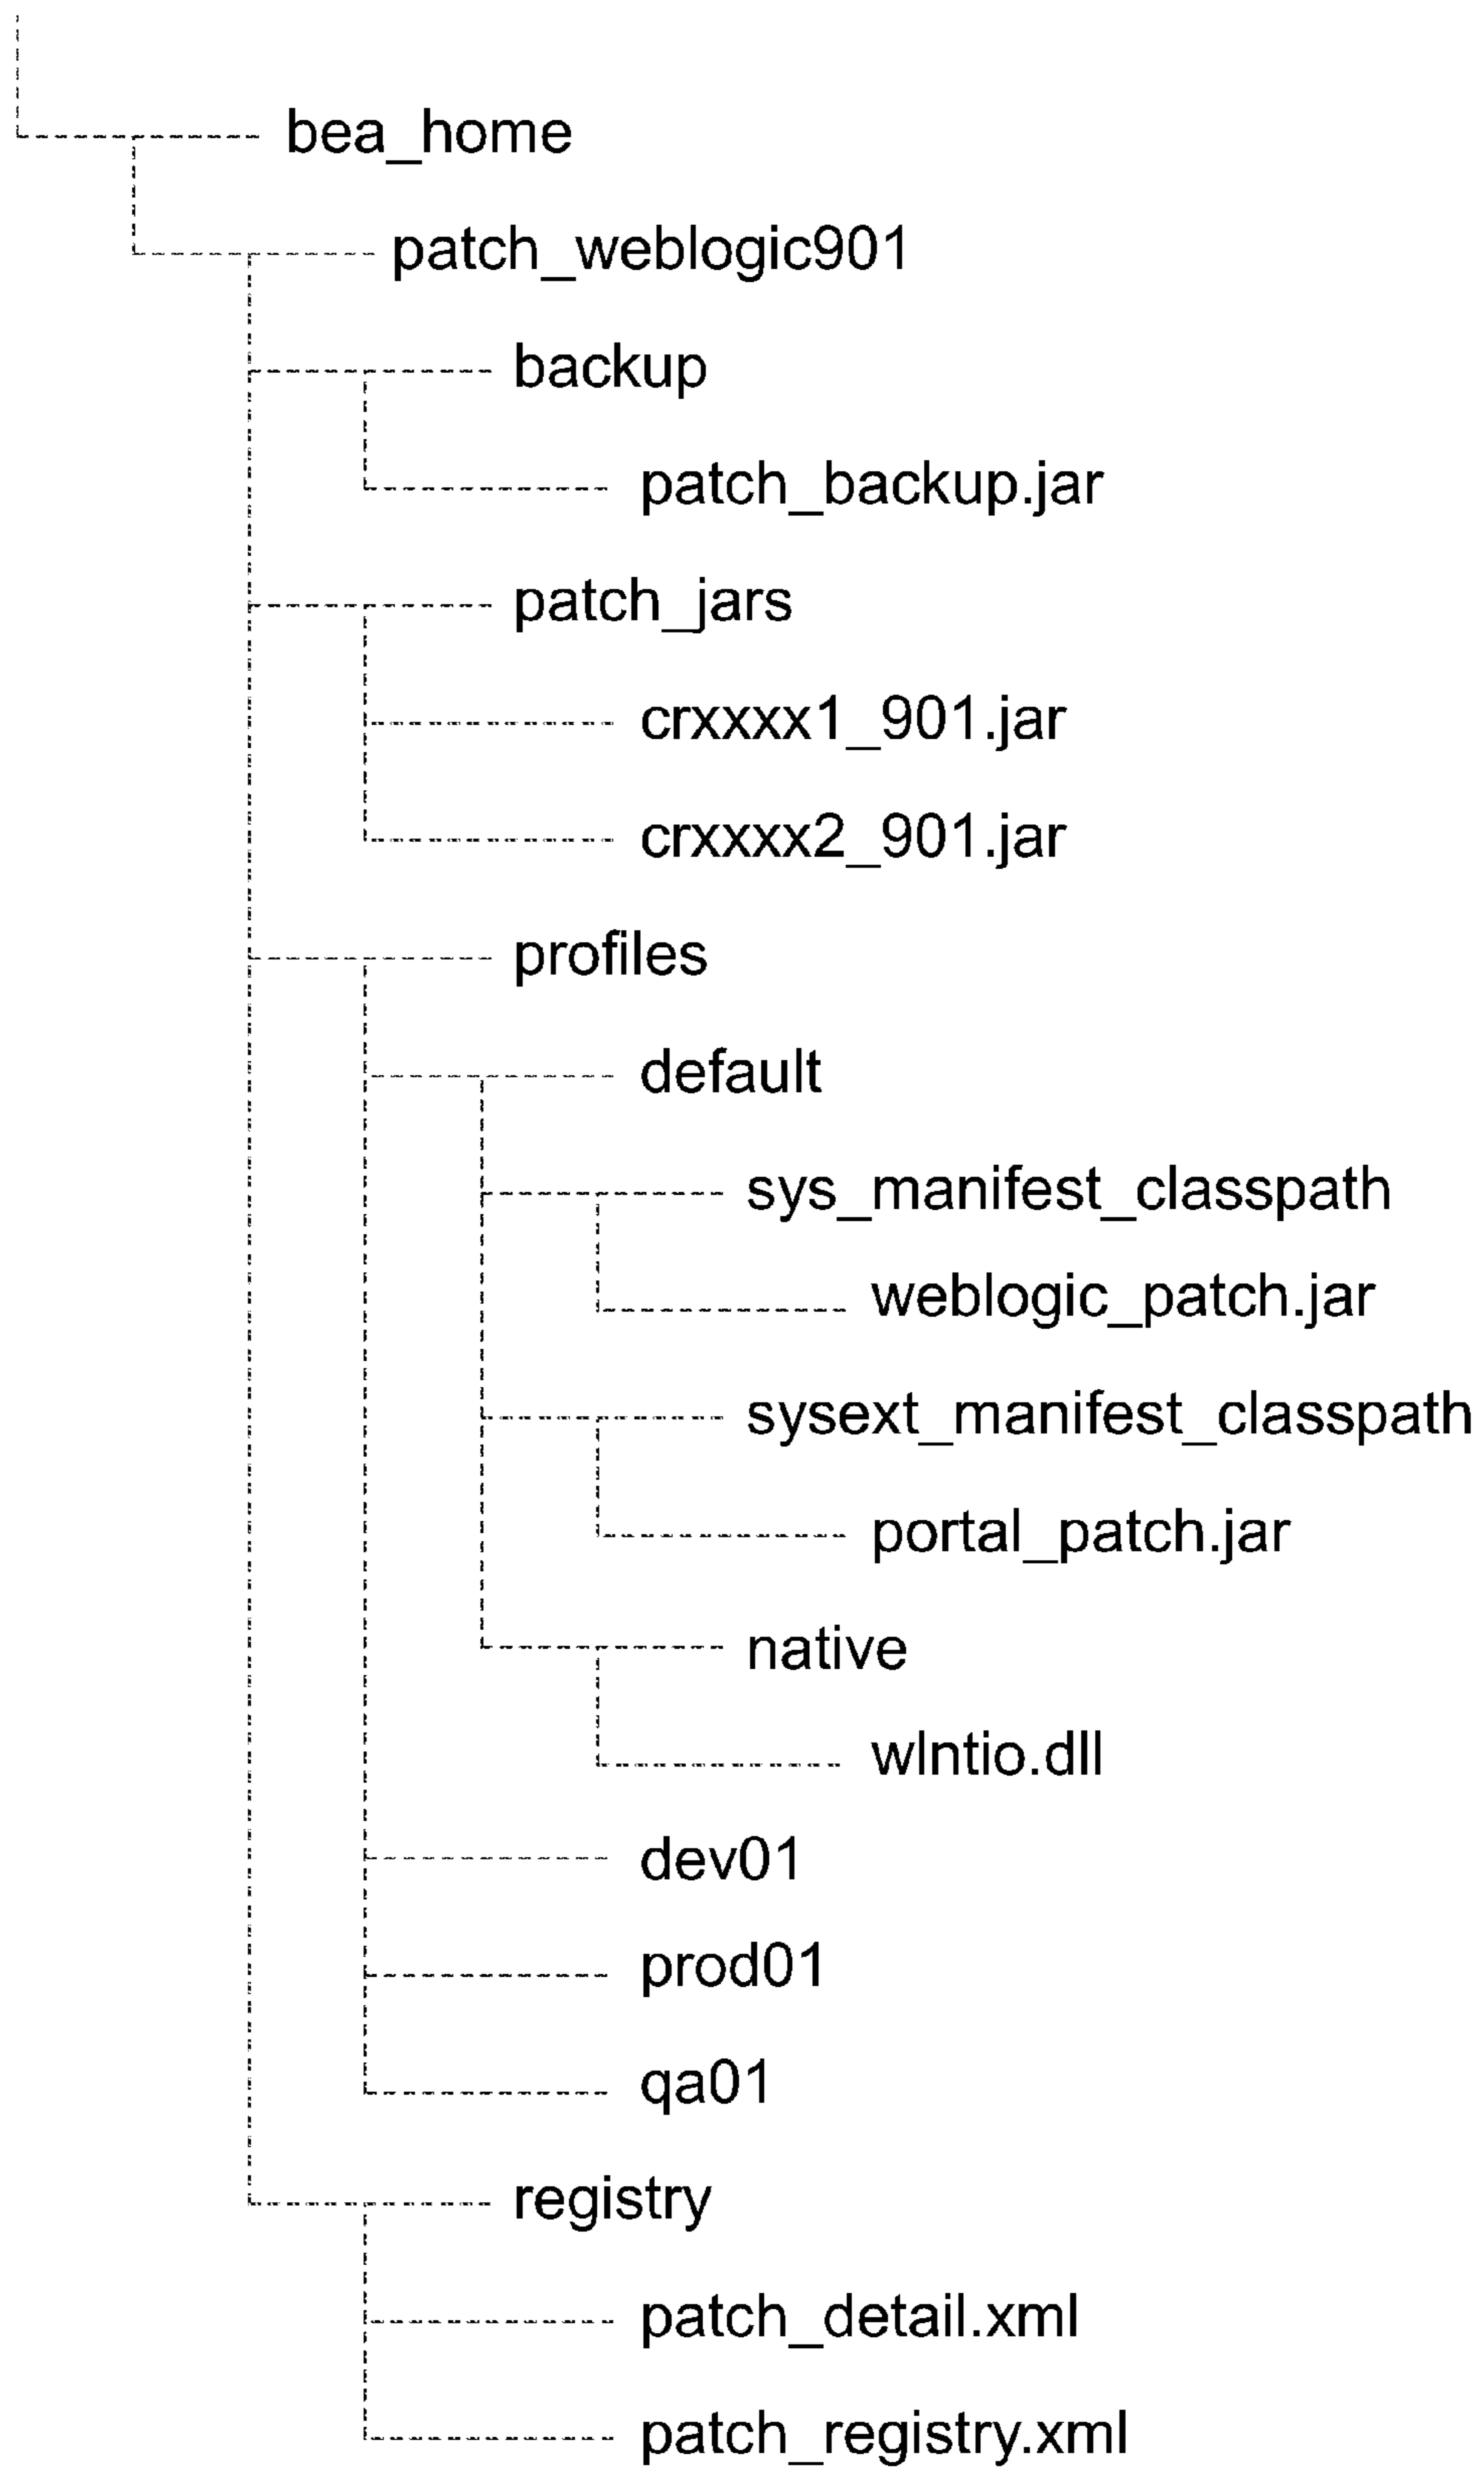 bea_home
patch_weblogic901
backup
patch_backup.jar
patch_jars
crxxxx1_901.jar
crxxxx2_901.jar
profiles
default
sys_manifest_classpath
weblogic_patch.jar
sysext_manifest_classpath
portal_patch.jar
native
wlntio.dll
dev01
prod01
qa01
registry
patch_detail.xml
patch_registry.xml